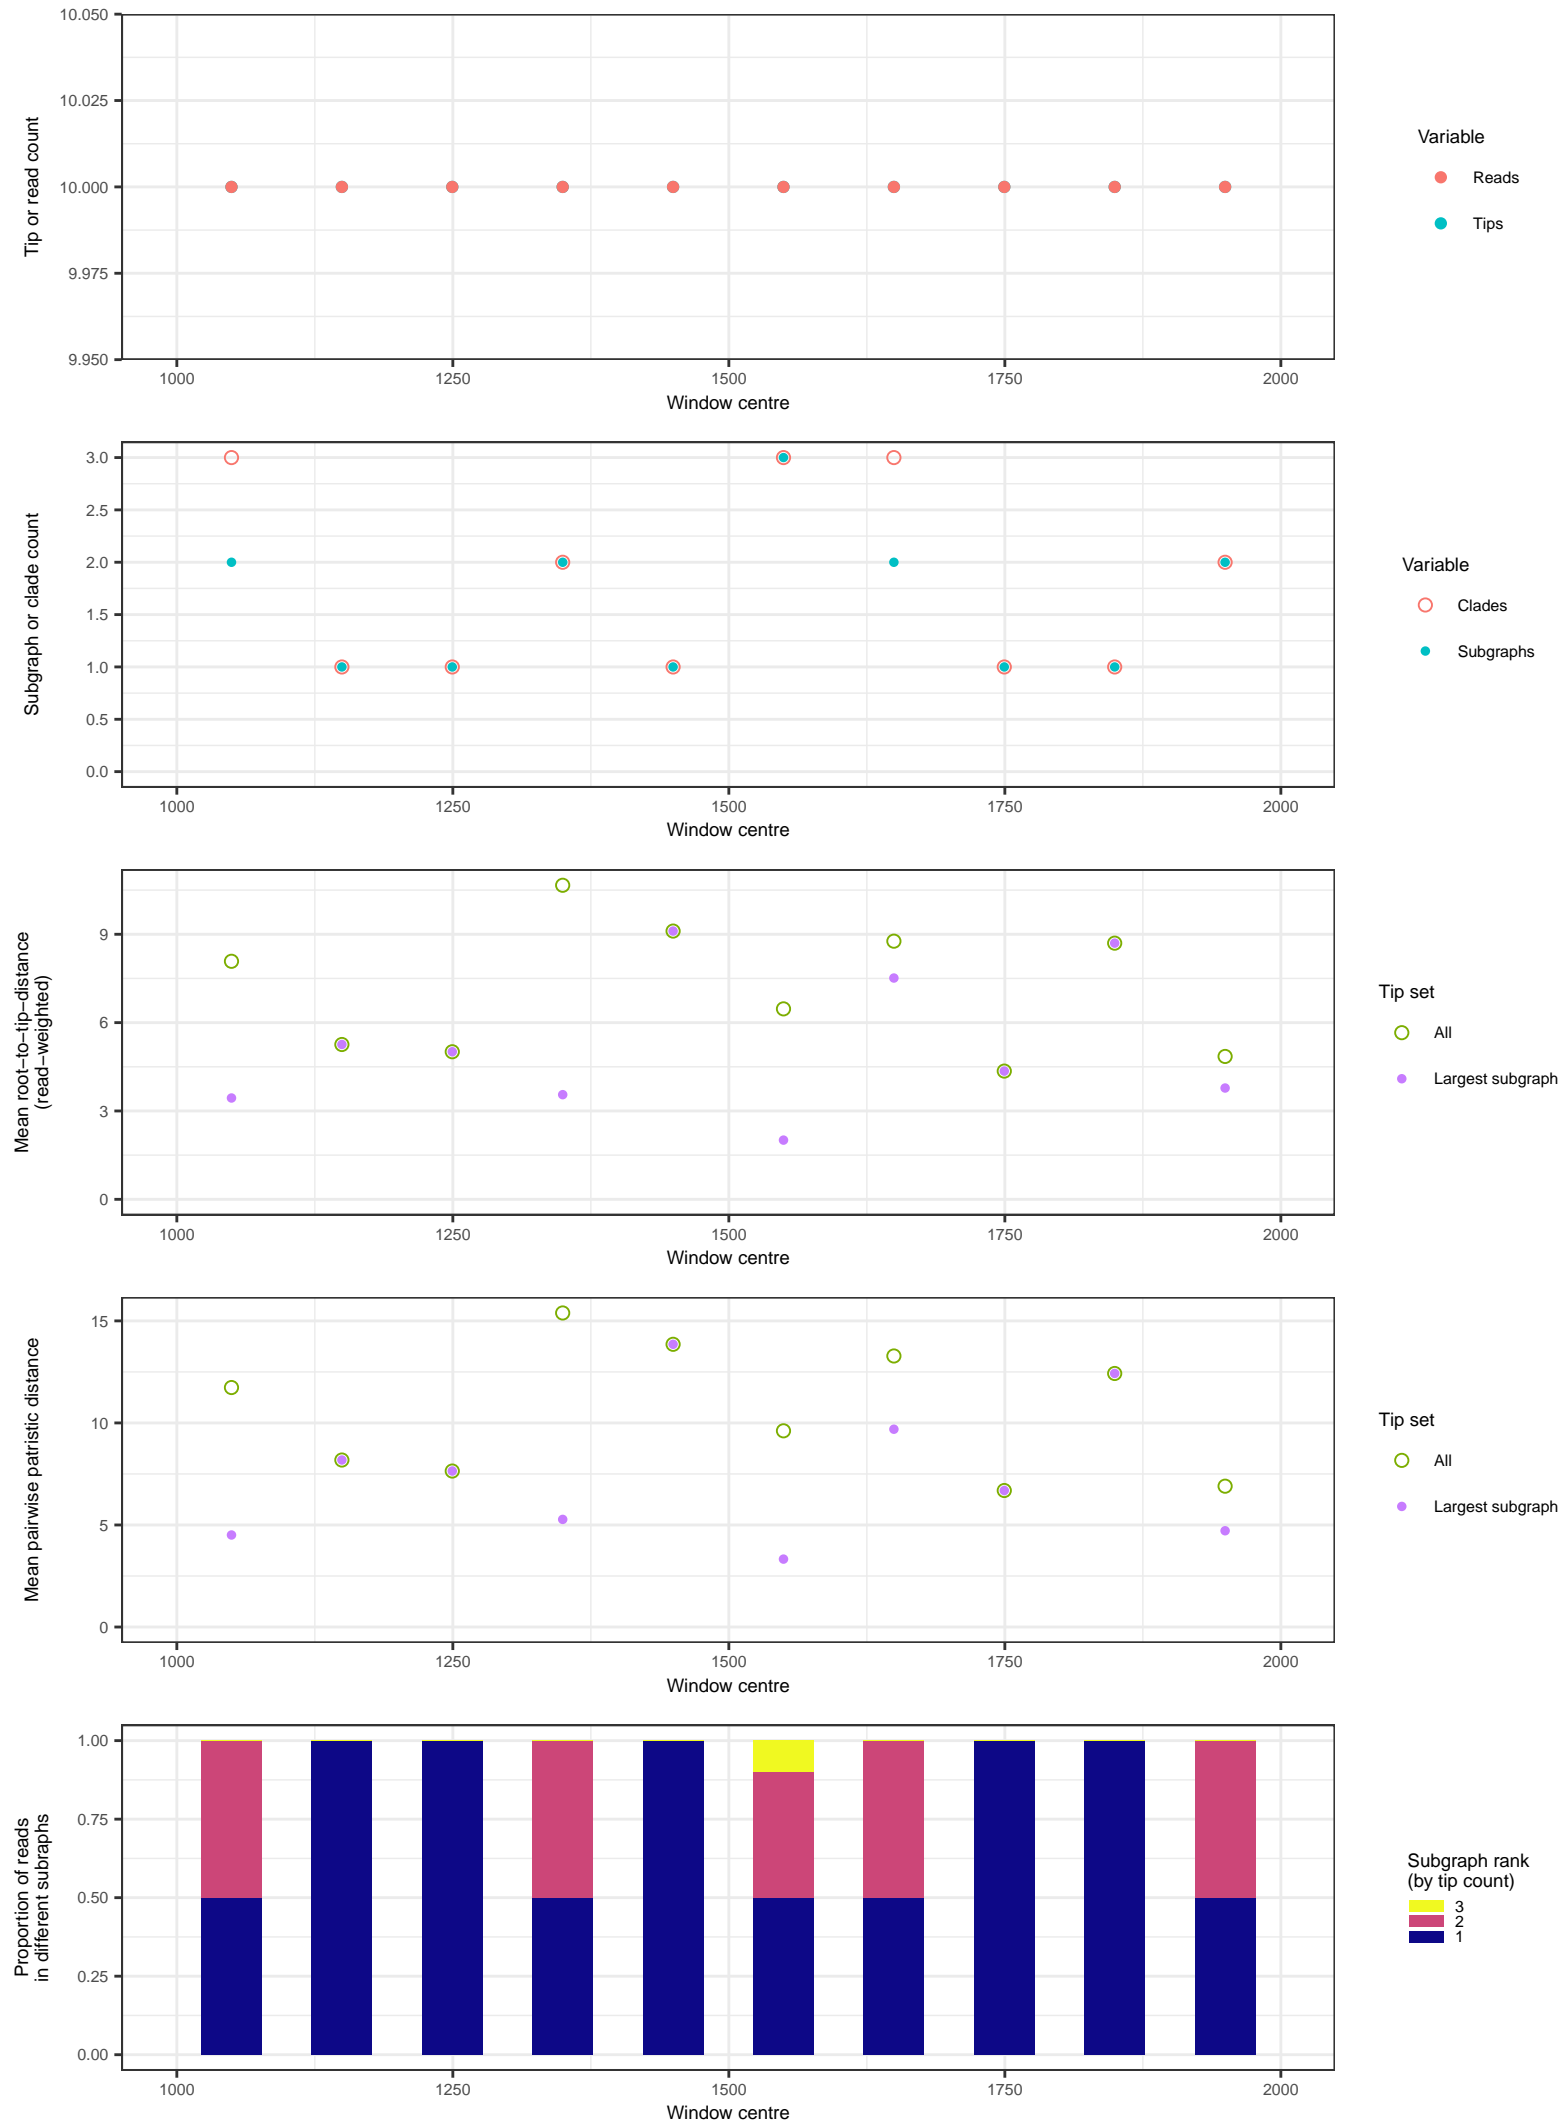 10.050
10.025
10.000
9.975
9.950
Tip or read count
1000 1250 1500 1750 2000
Window centre
Variable
Reads
Tips
3.0
2.5
2.0
1.5
1.0
0.5
0.0
Subgraph or clade count
1000 1250 1500 1750 2000
Window centre
Variable
Clades
Subgraphs
9
6
3
0
Mean root−to−tip−distance
(read−weighted)
1000 1250 1500 1750 2000
Window centre
Tip set
All
Largest subgraph
15
10
5
0
Mean pairwise patristic distance
1000 1250 1500 1750 2000
Window centre
Tip set
All
Largest subgraph
1.00
0.75
0.50
0.25
0.00
Proportion of reads
in different subraphs
1000 1250 1500 1750 2000
Window centre
Subgraph rank
(by tip count)
3
2
1